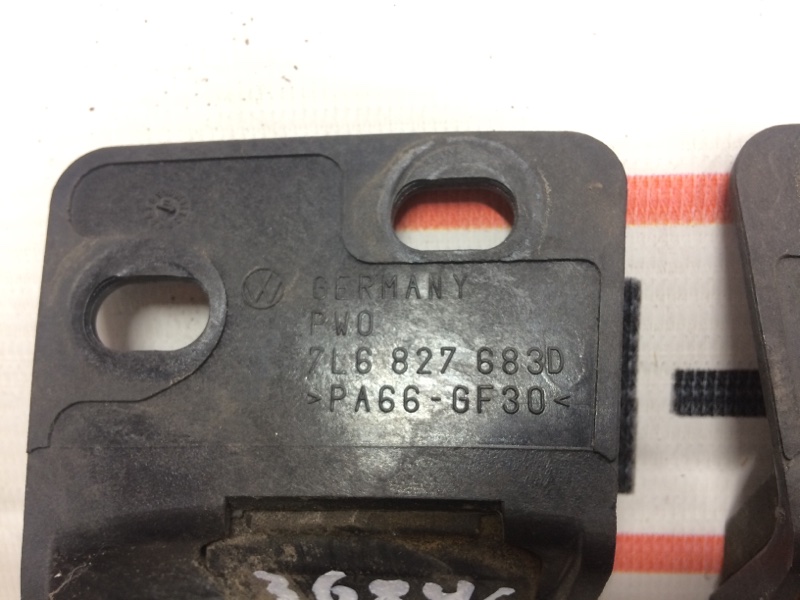 GERMANY
PWO
7L6 827 683D
>PA66-GF30<